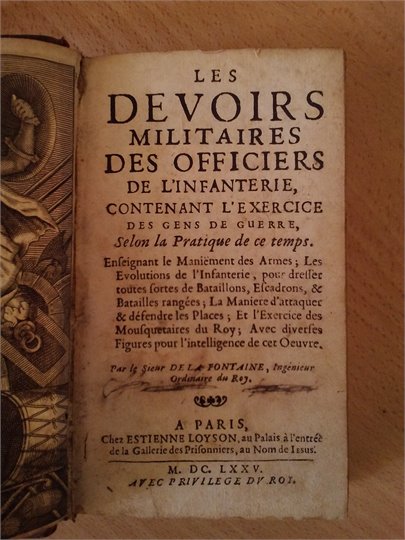 LES
DEVOIRS
MILITAIRES
DES OFFICIERS
DE L'INFANTERIE,
CONTENANT L'EXERCICE
DES GENS DE GUERRE,
Selon la Pratique de ce temps.
Enseignant le Maniëment des Armes; Les
Evolutions de l'Infanterie, pour dresser
toutes sortes de Bataillons, Escadrons, &
Batailles rangées; La Maniere d'attaquer
& défendre les Places; Et l'Exercice des
Mousquetaires du Roy; Avec diverses
Figures pour l'intelligence de cet Oeuvre.
Par le Sieur DE LA FONTAINE, Ingénieur
Ordinaire du Roy.
A PARIS,
Chez ESTIENNE LOYSON, au Palais à l'entrée
de la Gallerie des Prisonniers, au Nom de IESUS.
M. DC. LXXV.
AVEC PRIVILEGE DV ROY.